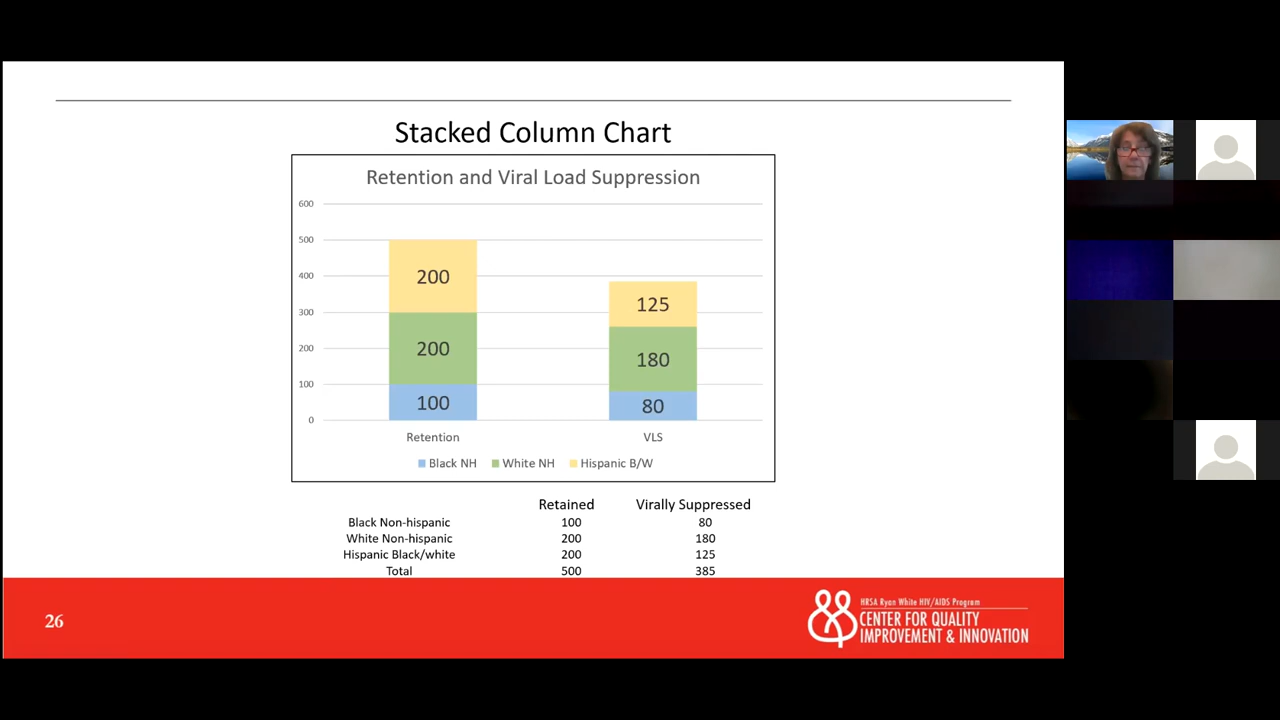 Stacked Column Chart
Retention and Viral Load Suppression
600
500
400
300
200
100
0
200
200
100
125
180
80
Retention VLS
Black NH White NH Hispanic B/W
Retained Virally Suppressed
Black Non-hispanic 100 80
White Non-hispanic 200 180
Hispanic Black/white 200 125
Total 500 385
26
HRSA Ryan White HIV/AIDS Program
CENTER FOR QUALITY
IMPROVEMENT & INNOVATION